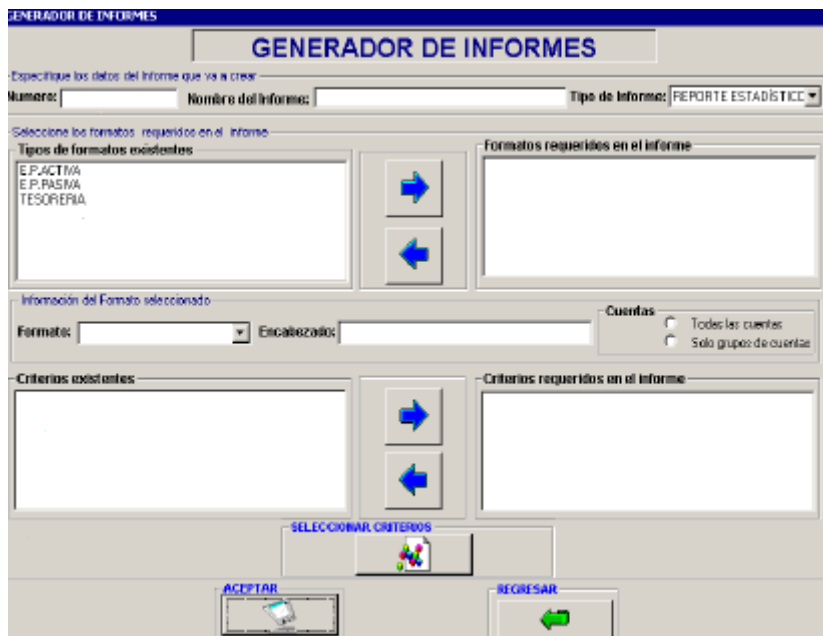 GENERADOR DE INFORMES
GENERADOR DE INFORMES
Especifique los datos del Informe que va a crear
Numero:
Nombre del Informe:
Tipo de Informe: REPORTE ESTADÍSTICO
Seleccione los formatos requeridos en el informe
Tipos de formatos existentes
Formatos requeridos en el informe
E.P.ACTIVA
E.P.PASIVA
TESORERIA
Información del Formato seleccionado
Formato:
Encabezado:
Cuentas
Todas las cuentas
Solo grupos de cuentas
Criterios existentes
Criterios requeridos en el informe
SELECCIONAR CRITERIOS
ACEPTAR
REGRESAR